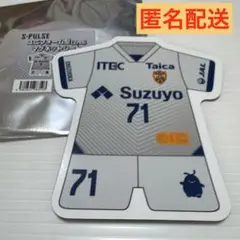 匿名配送
S-PULSE
ITEC Taica
JAL
Suzuyo
71
71